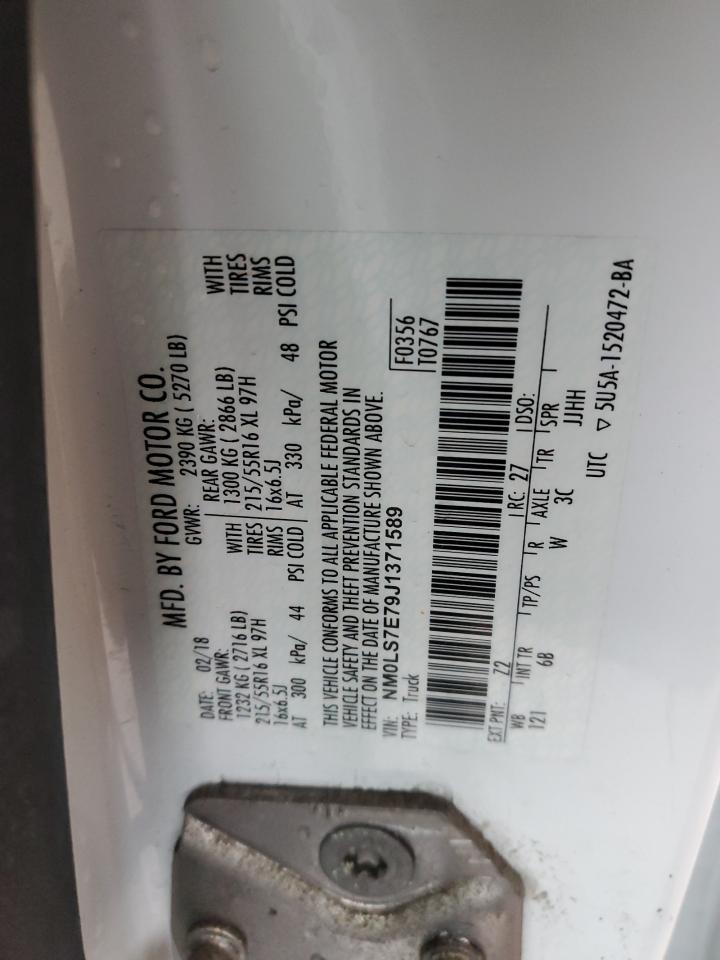 MFD. BY FORD MOTOR CO.
DATE: 02/18 GVWR: 2390 KG ( 5270 LB)
FRONT GAWR: WITH REAR GAWR: WITH
1232 KG ( 2716 LB) TIRES 1300 KG ( 2866 LB) TIRES
215/55R16 XL 97H RIMS 215/55R16 XL 97H RIMS
16x6.5J 16x6.5J
AT 300 kPa/ 44 PSI COLD AT 330 kPa/ 48 PSI COLD
THIS VEHICLE CONFORMS TO ALL APPLICABLE FEDERAL MOTOR
VEHICLE SAFETY AND THEFT PREVENTION STANDARDS IN
EFFECT ON THE DATE OF MANUFACTURE SHOWN ABOVE.
VIN: NM0LS7E79J1371589 F0356
TYPE: Truck T0767
EXT PNT: Z2 RC: 27 DSO:
WB INT TR TP/PS R AXLE TR SPR
121 6B W 3C JJHH
UTC ▽ 5U5A-1520472-BA